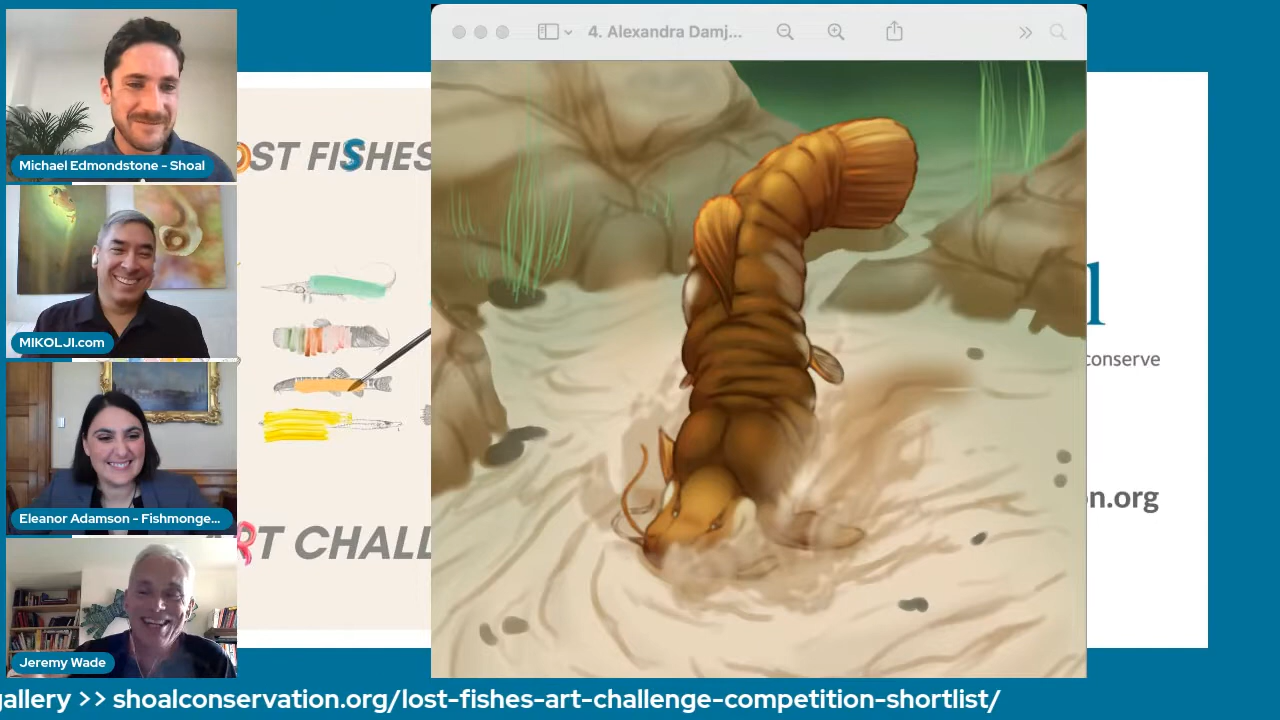 4. Alexandra Damj...
Michael Edmondstone - Shoal
OST FISHES
MIKOLJI.com
l
conserve
Eleanor Adamson - Fishmonge...
n.org
RT CHALL
Jeremy Wade
gallery >> shoalconservation.org/lost-fishes-art-challenge-competition-shortlist/